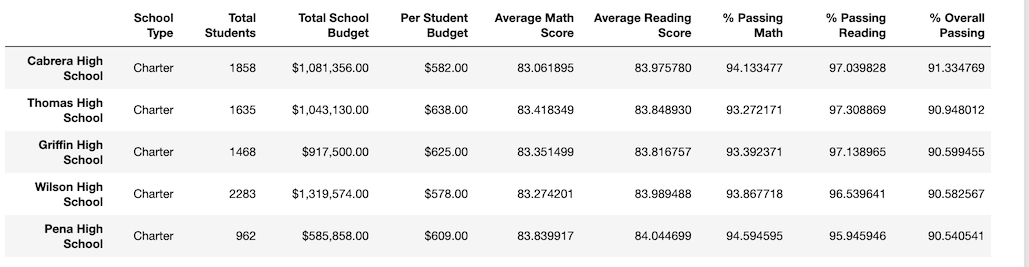 School Type Total Students Total School Budget Per Student Budget Average Math Score Average Reading Score % Passing Math % Passing Reading % Overall Passing
Cabrera High School Charter 1858 $1,081,356.00 $582.00 83.061895 83.975780 94.133477 97.039828 91.334769
Thomas High School Charter 1635 $1,043,130.00 $638.00 83.418349 83.848930 93.272171 97.308869 90.948012
Griffin High School Charter 1468 $917,500.00 $625.00 83.351499 83.816757 93.392371 97.138965 90.599455
Wilson High School Charter 2283 $1,319,574.00 $578.00 83.274201 83.989488 93.867718 96.539641 90.582567
Pena High School Charter 962 $585,858.00 $609.00 83.839917 84.044699 94.594595 95.945946 90.540541